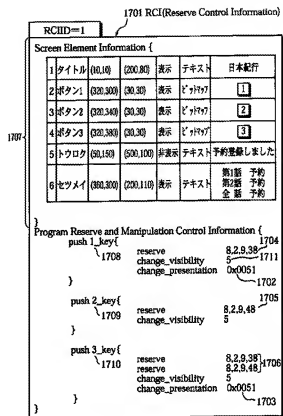 1701 RCI(Reserve Control Information)
RCIID=1
Screen Element Information {
1 タイトル (10,10) (200,80) 表示 テキスト 日本紀行
2 ボタン1 (320,300) (30,30) 表示 ビットマップ 1
3 ボタン2 (320,340) (30,30) 表示 ビットマップ 2
4 ボタン3 (320,380) (30,30) 表示 ビットマップ 3
5 トウロク (50,150) (500,100) 非表示 テキスト 予約登録しました
6 セツメイ (360,300) (200,110) 表示 テキスト 第1話 予約
第2話 予約
全 話 予約
}
1707
Program Reserve and Manipulation Control Information {
push 1_key{ 1704
1708 reserve 8,2,9,38
change_visibility 5 1711
change_presentation 0x0051
} 1702
push 2_key{ 1705
1709 reserve 8,2,9,48
change_visibility 5
}
push 3_key{
1710 reserve 8,2,9,38 1706
reserve 8,2,9,48
change_visibility 5
change_presentation 0x0051
} 1703
}